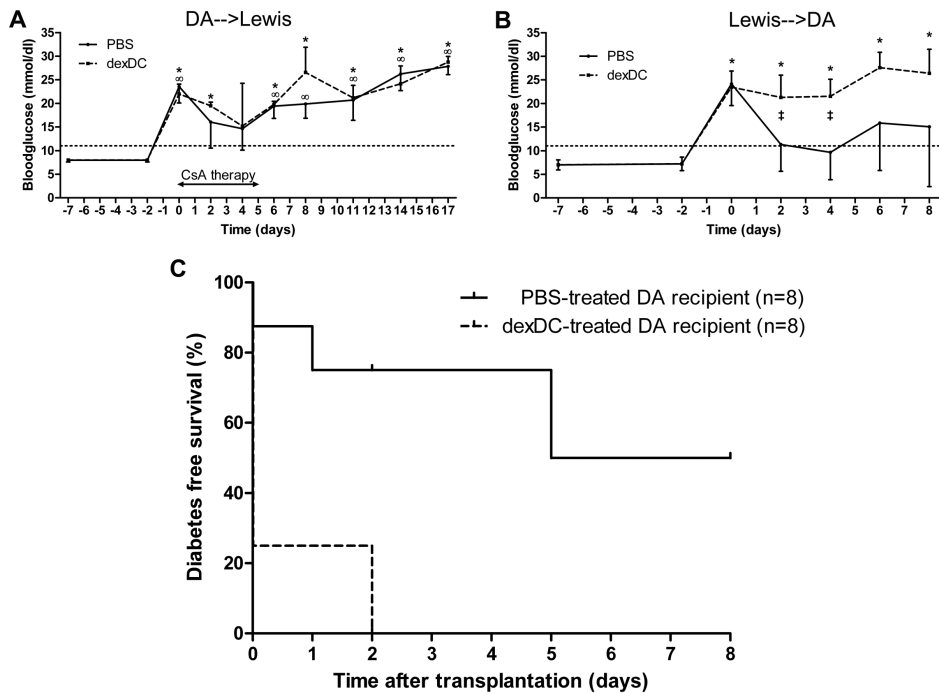 A
DA-->Lewis
PBS
dexDC
Bloodglucose (mmol/dl)
35
30
25
20
15
10
5
0
* ∞ * * ∞ * ∞ * ∞ * ∞ * ∞
CsA therapy
-7 -6 -5 -4 -3 -2 -1 0 1 2 3 4 5 6 7 8 9 10 11 12 13 14 15 16 17
Time (days)
B
Lewis-->DA
PBS
dexDC
Bloodglucose (mmol/dl)
35
30
25
20
15
10
5
0
* * * * *
‡ ‡
-7 -6 -5 -4 -3 -2 -1 0 1 2 3 4 5 6 7 8
Time (days)
C
PBS-treated DA recipient (n=8)
dexDC-treated DA recipient (n=8)
Diabetes free survival (%)
100
80
60
40
20
0
0 1 2 3 4 5 6 7 8
Time after transplantation (days)